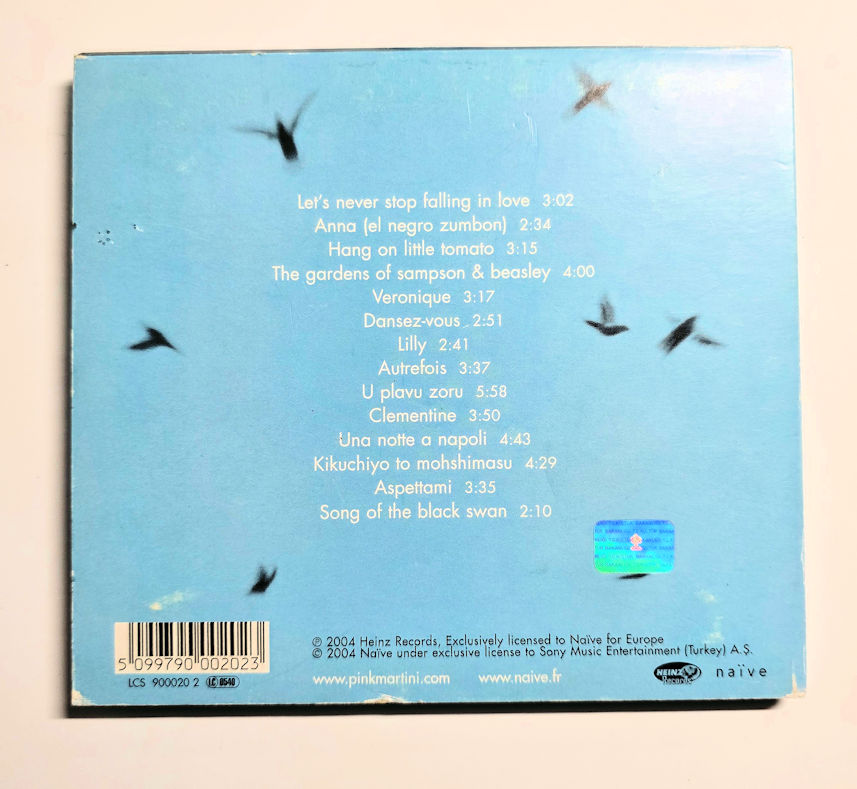 Let's never stop falling in love 3:02
Anna (el negro zumbon) 2:34
Hang on little tomato 3:15
The gardens of sampson & beasley 4:00
Veronique 3:17
Dansez-vous 2:51
Lilly 2:41
Autrefois 3:37
U plavu zoru 5:58
Clementine 3:50
Una notte a napoli 4:43
Kikuchiyo to mohshimasu 4:29
Aspettami 3:35
Song of the black swan 2:10
℗ 2004 Heinz Records, Exclusively licensed to Naïve for Europe
© 2004 Naïve under exclusive license to Sony Music Entertainment (Turkey) A.Ş.
5 099790 002023
LCS 900020 2 LC 0540
www.pinkmartini.com www.naive.fr
HEINZ Records naïve